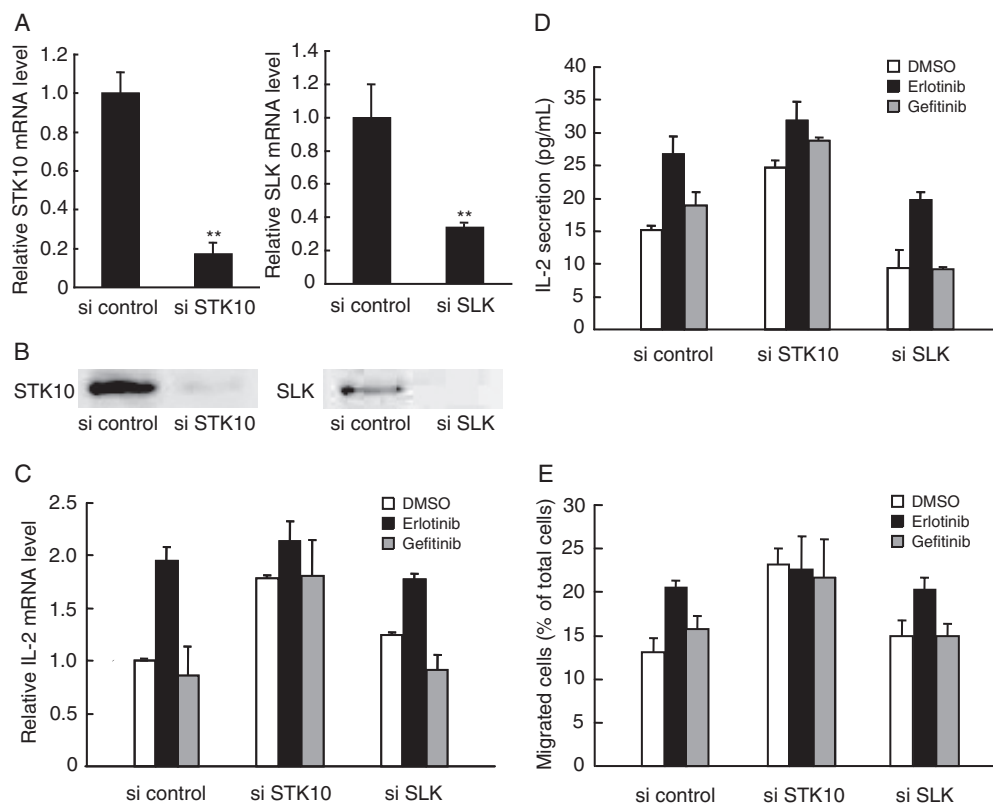 A
Relative STK10 mRNA level
1.2
1.0
0.8
0.6
0.4
0.2
0
**
si control si STK10
Relative SLK mRNA level
1.4
1.2
1.0
0.8
0.6
0.4
0.2
0
**
si control si SLK
B
STK10
si control si STK10
SLK
si control si SLK
C
Relative IL-2 mRNA level
2.5
2.0
1.5
1.0
0.5
0
DMSO
Erlotinib
Gefitinib
si control si STK10 si SLK
D
IL-2 secretion (pg/mL)
40
35
30
25
20
15
10
5
0
DMSO
Erlotinib
Gefitinib
si control si STK10 si SLK
E
Migrated cells (% of total cells)
30
25
20
15
10
5
0
DMSO
Erlotinib
Gefitinib
si control si STK10 si SLK